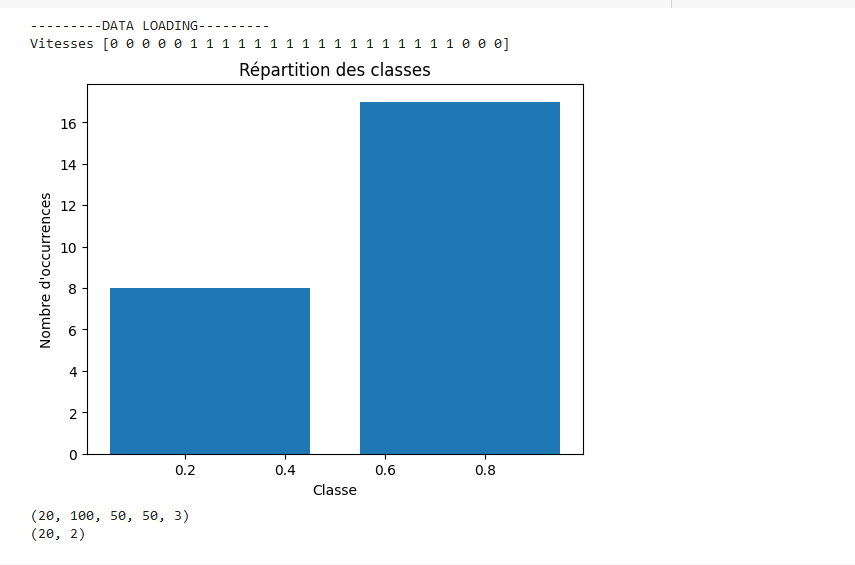 ---------DATA LOADING---------
Vitesses [0 0 0 0 0 1 1 1 1 1 1 1 1 1 1 1 1 1 1 1 1 1 0 0 0]
Répartition des classes
16
14
12
10
8
6
4
2
0
Nombre d'occurrences
0.2 0.4 0.6 0.8
Classe
(20, 100, 50, 50, 3)
(20, 2)